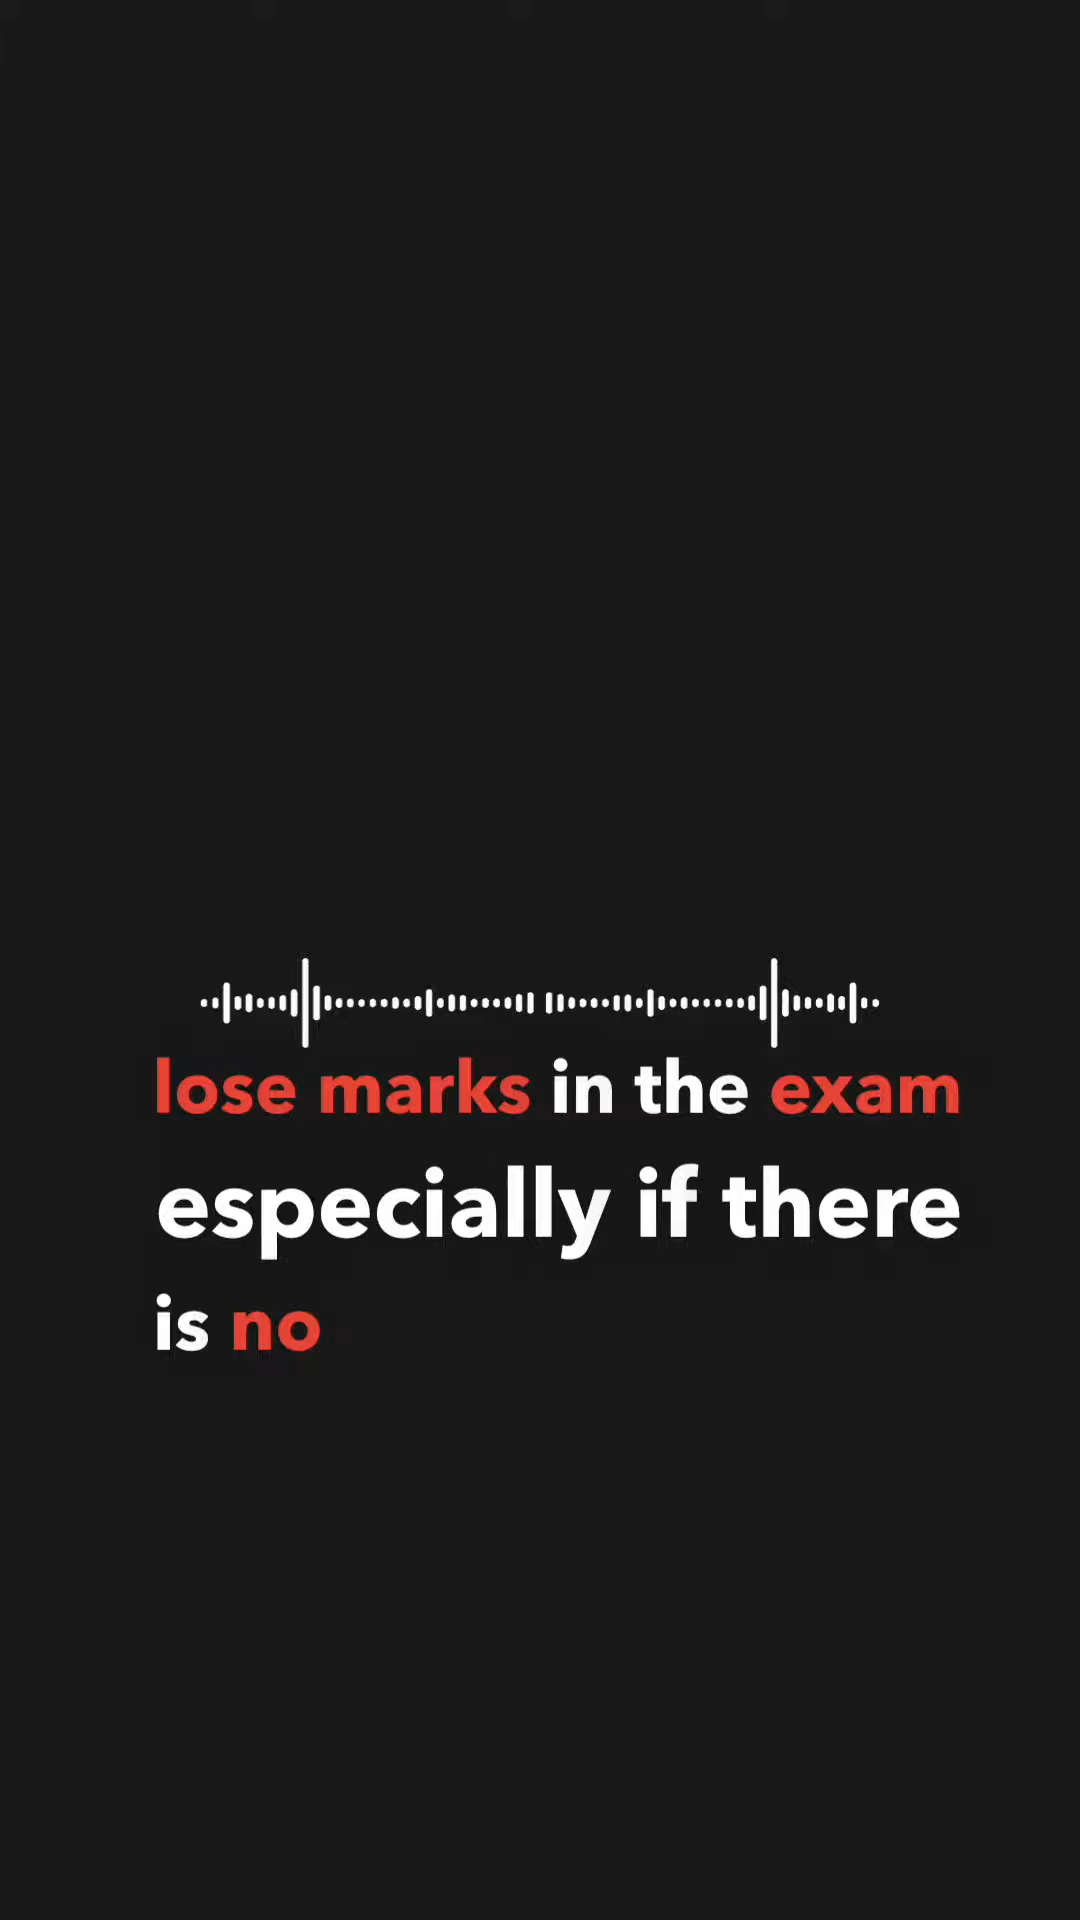 lose marks in the exam
especially if there
is no